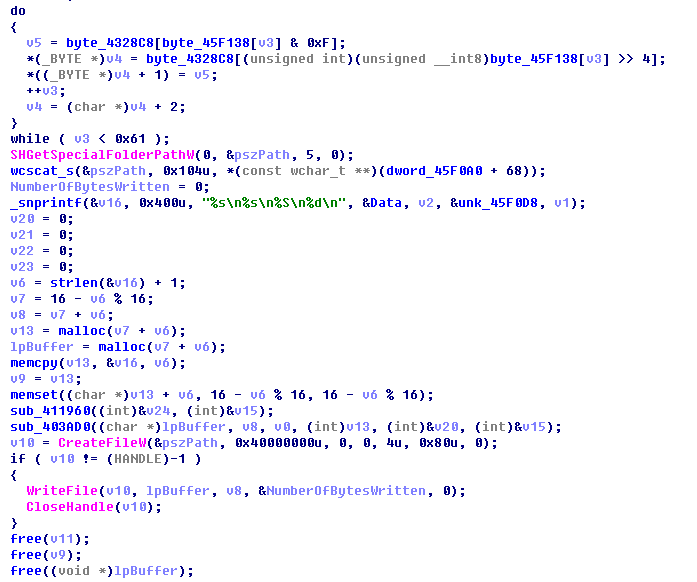 do
{
v5 = byte_4328C8[byte_45F138[v3] & 0xF];
*(_BYTE *)v4 = byte_4328C8[(unsigned int)(unsigned __int8)byte_45F138[v3] >> 4];
*((_BYTE *)v4 + 1) = v5;
++v3;
v4 = (char *)v4 + 2;
}
while ( v3 < 0x61 );
SHGetSpecialFolderPathW(0, &pszPath, 5, 0);
wcscat_s(&pszPath, 0x104u, *(const wchar_t **)(dword_45F0A0 + 68));
NumberOfBytesWritten = 0;
_snprintf(&v16, 0x400u, "%s\n%s\n%S\n%d\n", &Data, v2, &unk_45F0D8, v1);
v20 = 0;
v21 = 0;
v22 = 0;
v23 = 0;
v6 = strlen(&v16) + 1;
v7 = 16 - v6 % 16;
v8 = v7 + v6;
v13 = malloc(v7 + v6);
lpBuffer = malloc(v7 + v6);
memcpy(v13, &v16, v6);
v9 = v13;
memset((char *)v13 + v6, 16 - v6 % 16, 16 - v6 % 16);
sub_411960((int)&v24, (int)&v15);
sub_403AD0((char *)lpBuffer, v8, v0, (int)v13, (int)&v20, (int)&v15);
v10 = CreateFileW(&pszPath, 0x40000000u, 0, 0, 4u, 0x80u, 0);
if ( v10 != (HANDLE)-1 )
{
WriteFile(v10, lpBuffer, v8, &NumberOfBytesWritten, 0);
CloseHandle(v10);
}
free(v11);
free(v9);
free((void *)lpBuffer);